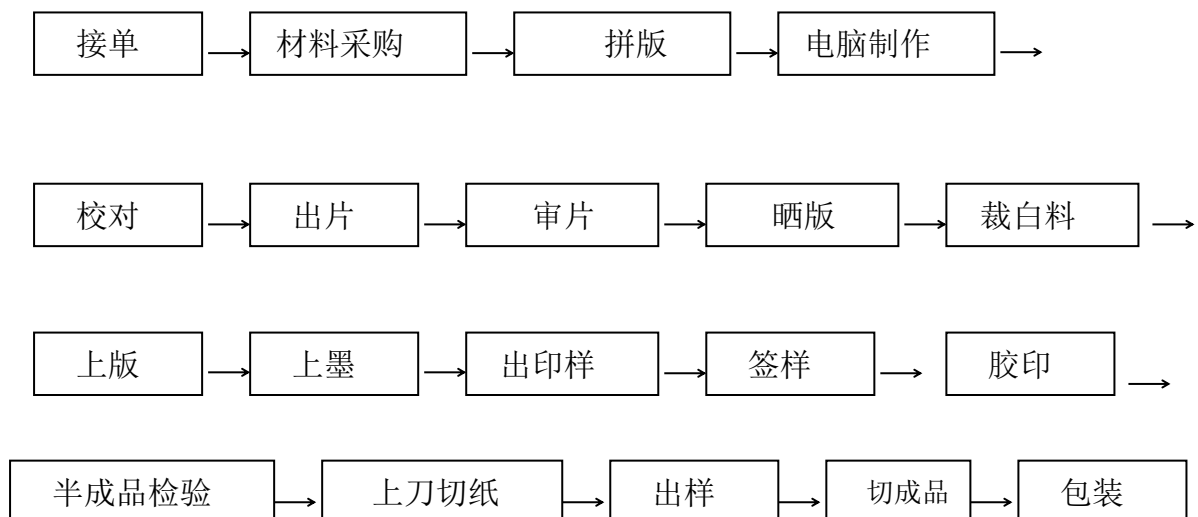 接单 材料采购 拼版 电脑制作
校对 出片 审片 晒版 裁白料
上版 上墨 出印样 签样 胶印
半成品检验 上刀切纸 出样 切成品 包装